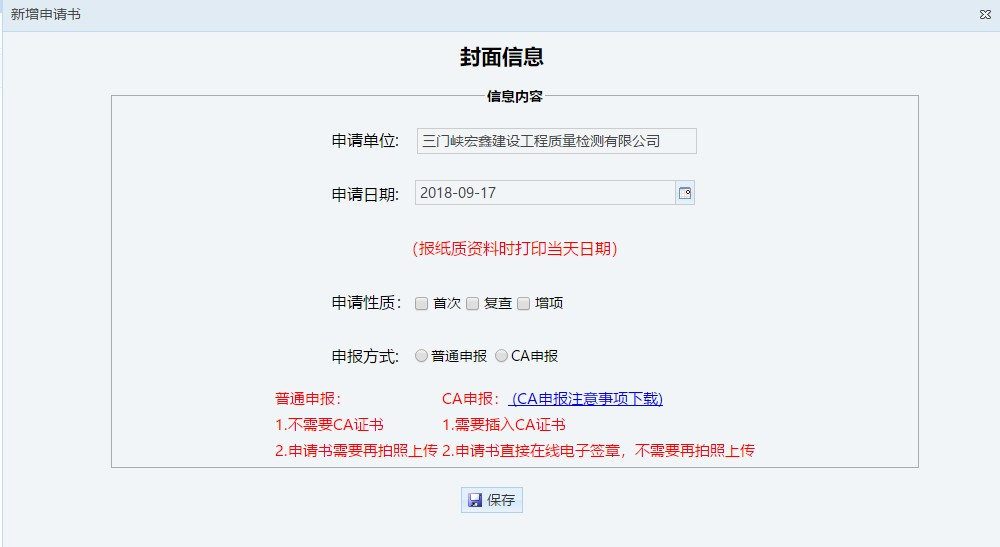 新增申请书
封面信息
信息内容
申请单位: 三门峡宏鑫建设工程质量检测有限公司
申请日期: 2018-09-17
(报纸质资料时打印当天日期)
申请性质: 首次 复查 增项
申报方式: 普通申报 CA申报
普通申报: CA申报: (CA申报注意事项下载)
1.不需要CA证书 1.需要插入CA证书
2.申请书需要再拍照上传 2.申请书直接在线电子签章，不需要再拍照上传
保存